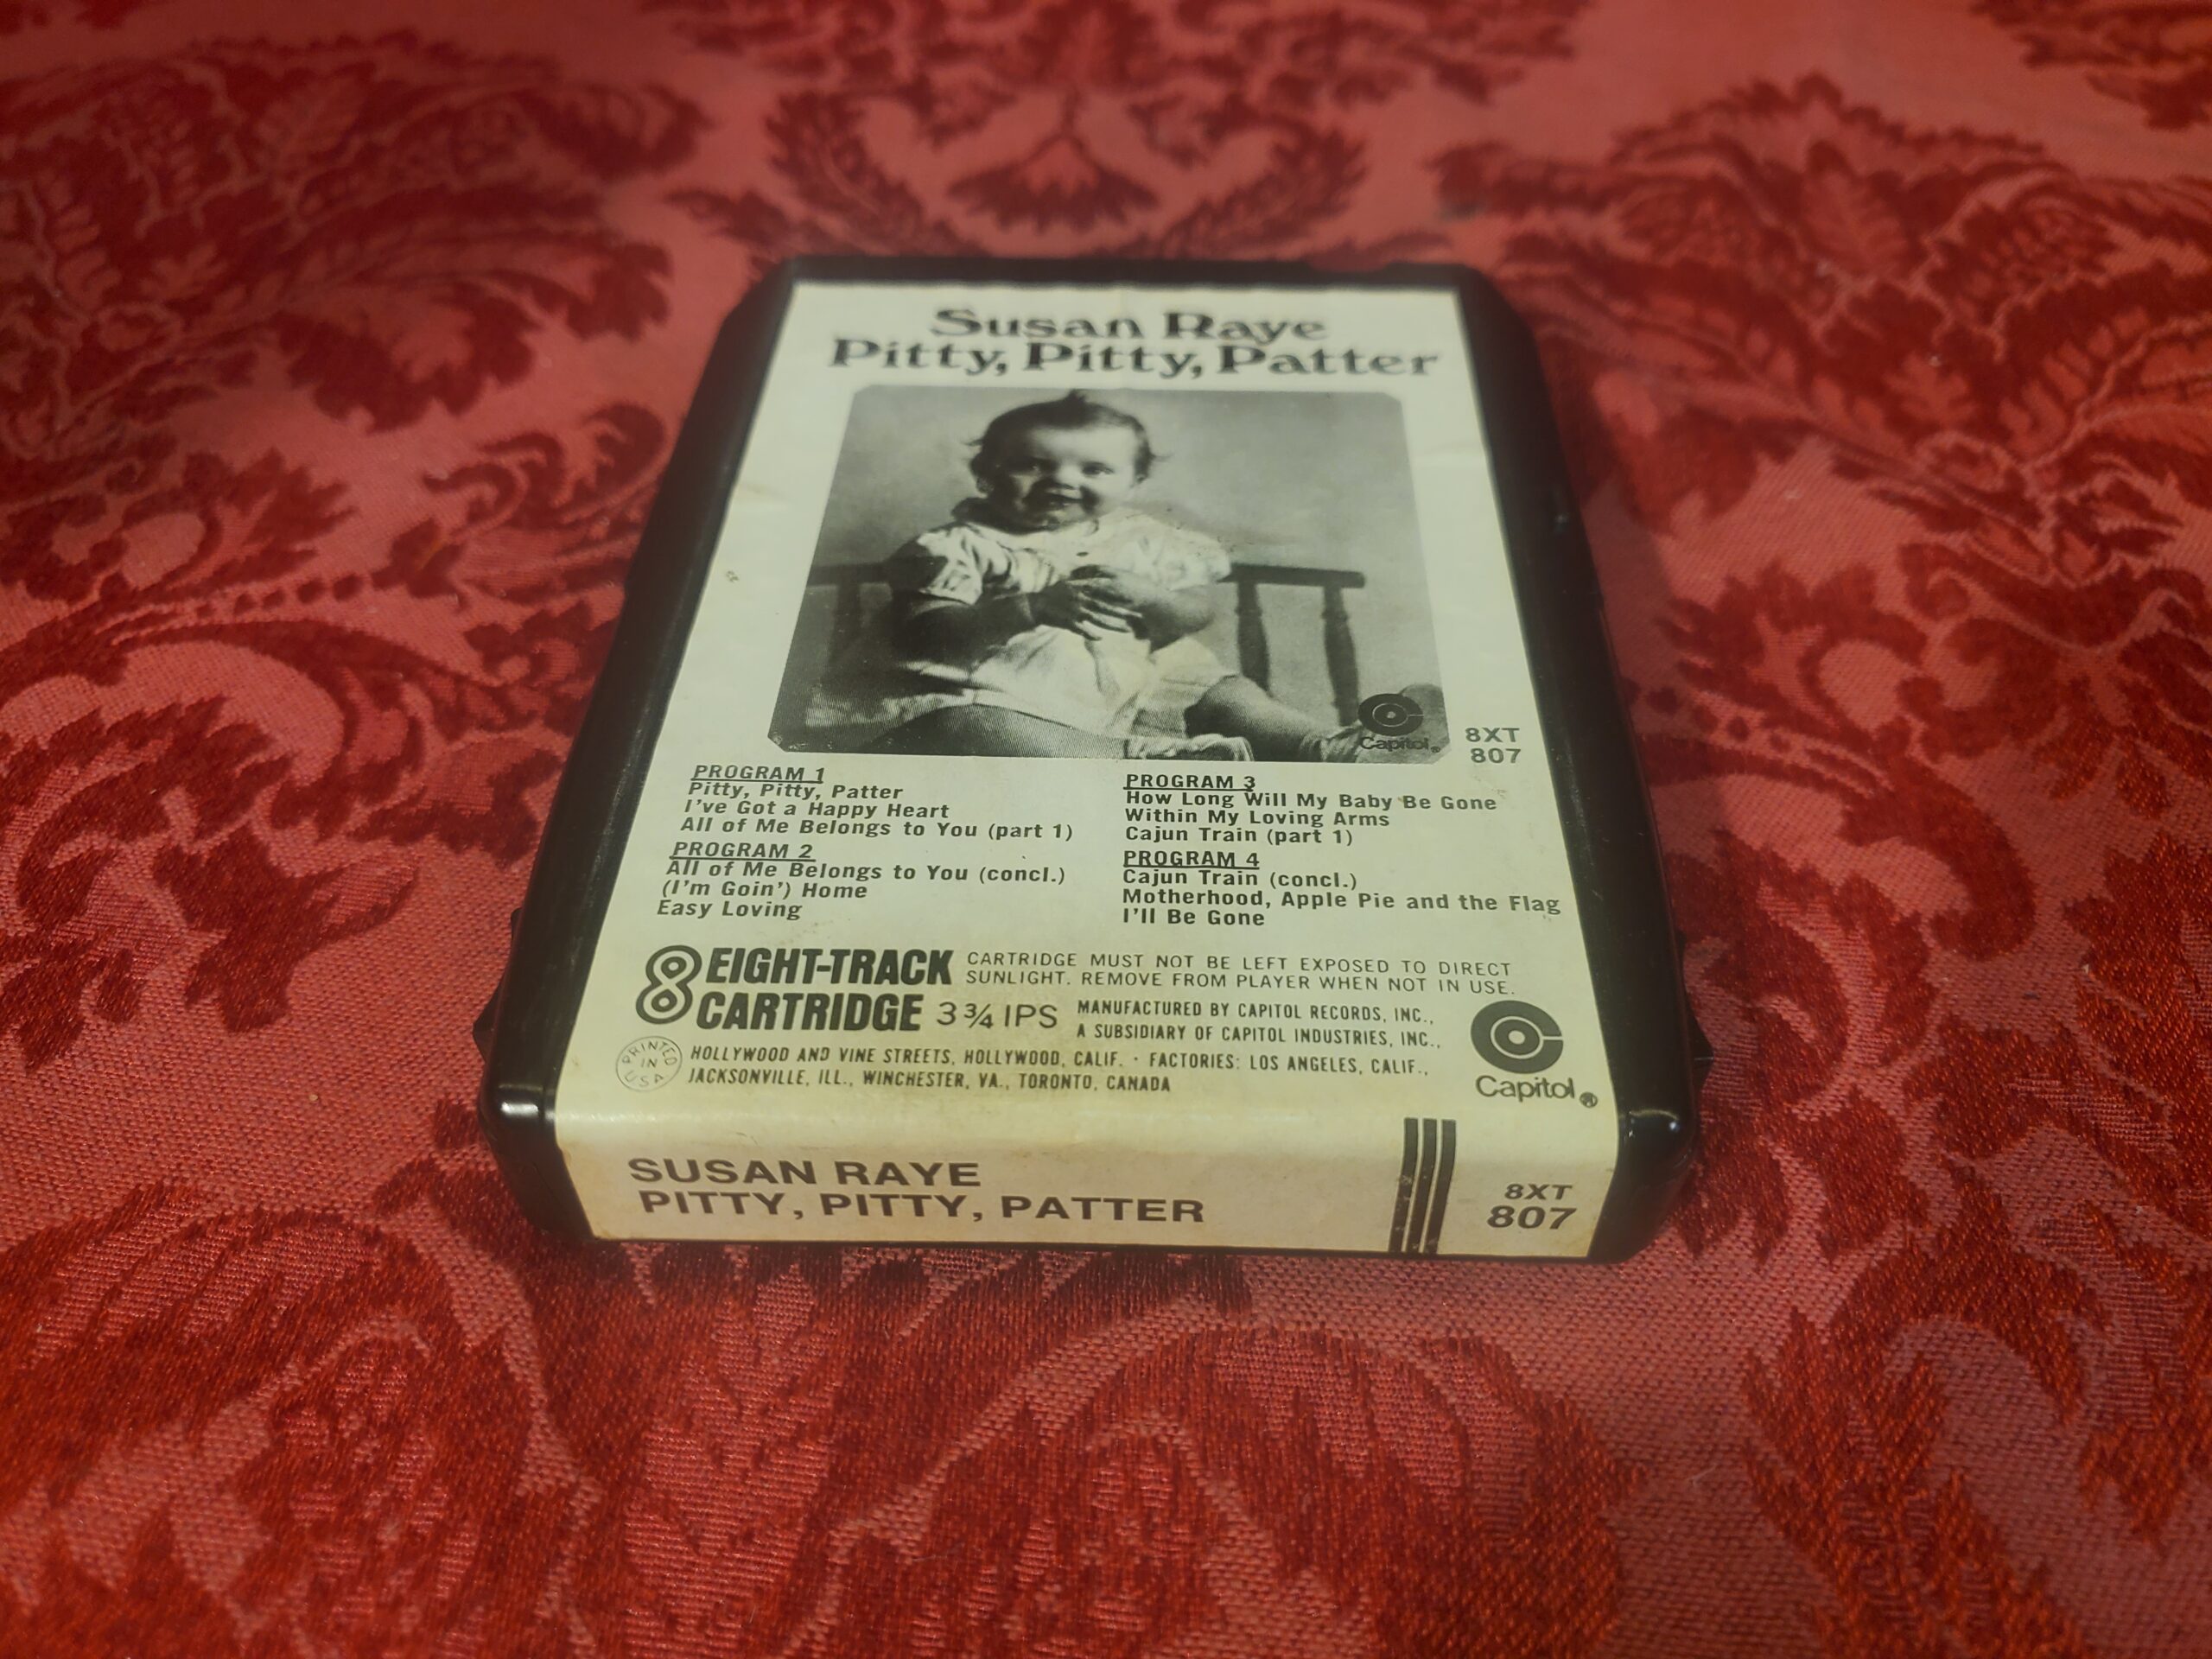 Susan Raye
Pitty, Pitty, Patter
Capitol®
8XT
807
PROGRAM 1
Pitty, Pitty, Patter
I've Got a Happy Heart
All of Me Belongs to You (part 1)
PROGRAM 2
All of Me Belongs to You (concl.)
(I'm Goin') Home
Easy Loving
PROGRAM 3
How Long Will My Baby Be Gone
Within My Loving Arms
Cajun Train (part 1)
PROGRAM 4
Cajun Train (concl.)
Motherhood, Apple Pie and the Flag
I'll Be Gone
8 EIGHT-TRACK
CARTRIDGE 3 3/4 IPS
CARTRIDGE MUST NOT BE LEFT EXPOSED TO DIRECT
SUNLIGHT. REMOVE FROM PLAYER WHEN NOT IN USE.
MANUFACTURED BY CAPITOL RECORDS, INC.,
A SUBSIDIARY OF CAPITOL INDUSTRIES, INC.,
PRINTED
IN
USA
HOLLYWOOD AND VINE STREETS, HOLLYWOOD, CALIF. · FACTORIES: LOS ANGELES, CALIF.,
JACKSONVILLE, ILL., WINCHESTER, VA., TORONTO, CANADA
Capitol®
SUSAN RAYE
PITTY, PITTY, PATTER
8XT
807